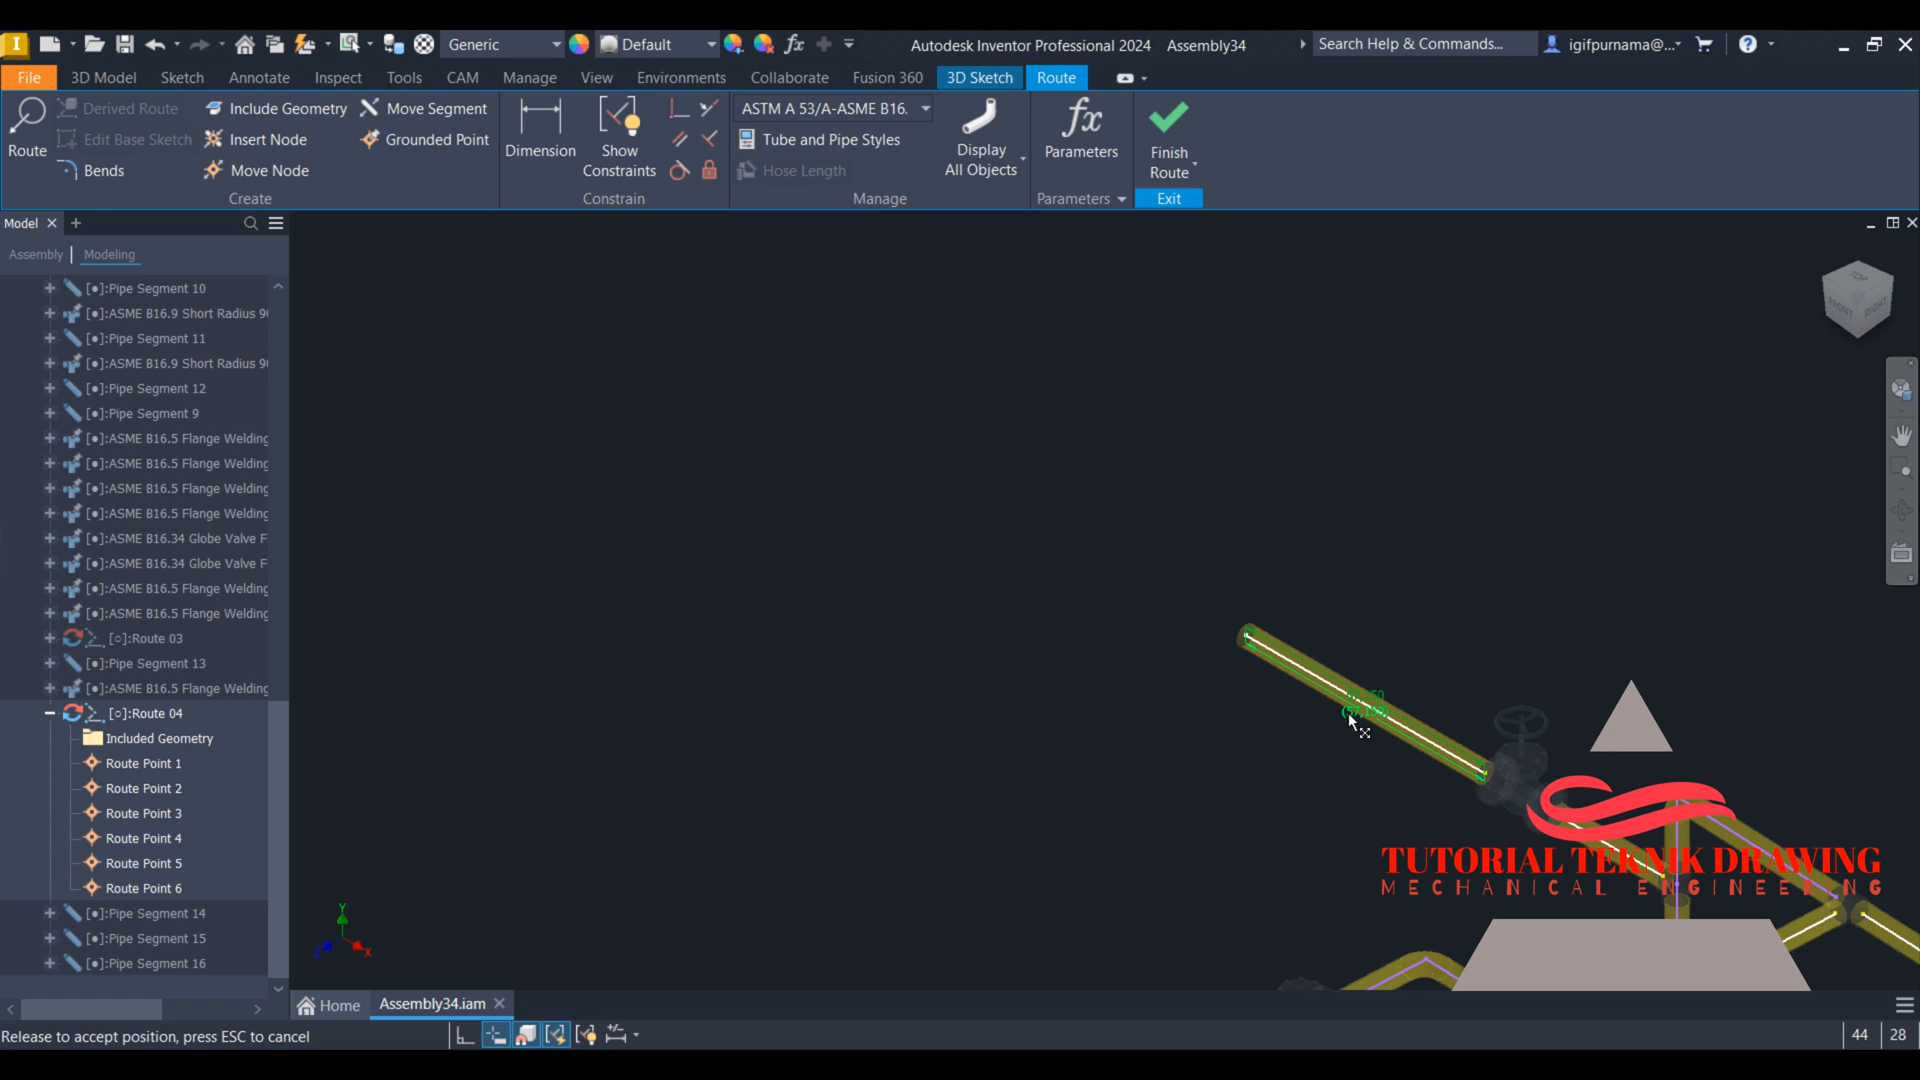 Generic
Default
Autodesk Inventor Professional 2024 Assembly34
Search Help & Commands...
igifpurnama@...
File 3D Model Sketch Annotate Inspect Tools CAM Manage View Environments Collaborate Fusion 360 3D Sketch Route
Route
Derived Route
Edit Base Sketch
Bends
Include Geometry
Insert Node
Move Node
Move Segment
Grounded Point
Create
Dimension
Show
Constraints
Constrain
ASTM A 53/A-ASME B16.
Tube and Pipe Styles
Hose Length
Display
All Objects
Manage
fx
Parameters
Parameters
Finish
Route
Exit
Model
Assembly | Modeling
[●]:Pipe Segment 10
[●]:ASME B16.9 Short Radius 90
[●]:Pipe Segment 11
[●]:ASME B16.9 Short Radius 90
[●]:Pipe Segment 12
[●]:Pipe Segment 9
[●]:ASME B16.5 Flange Welding
[●]:ASME B16.5 Flange Welding
[●]:ASME B16.5 Flange Welding
[●]:ASME B16.5 Flange Welding
[●]:ASME B16.34 Globe Valve F
[●]:ASME B16.34 Globe Valve F
[●]:ASME B16.5 Flange Welding
[●]:ASME B16.5 Flange Welding
[○]:Route 03
[●]:Pipe Segment 13
[●]:ASME B16.5 Flange Welding
[○]:Route 04
Included Geometry
Route Point 1
Route Point 2
Route Point 3
Route Point 4
Route Point 5
Route Point 6
[●]:Pipe Segment 14
[●]:Pipe Segment 15
[●]:Pipe Segment 16
TOP
FRONT
RIGHT
Y
Z
X
TUTORIAL TEKNIK DRAWING
MECHANICAL ENGINEERING
Home
Assembly34.iam
Release to accept position, press ESC to cancel
44
28